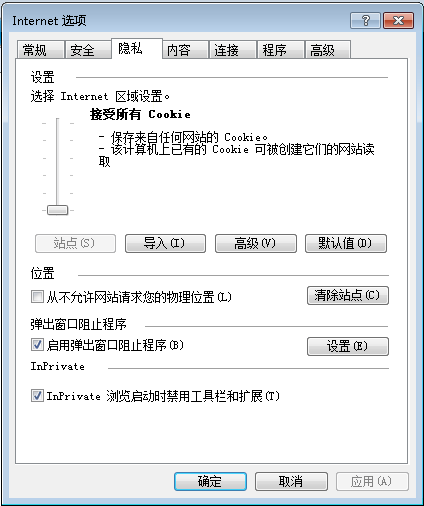 Internet 选项
常规 安全 隐私 内容 连接 程序 高级
设置
选择 Internet 区域设置。
接受所有 Cookie
- 保存来自任何网站的 Cookie。
- 该计算机上已有的 Cookie 可被创建它们的网站读
取
站点(S) 导入(I) 高级(V) 默认值(D)
位置
从不允许网站请求您的物理位置(L) 清除站点(C)
弹出窗口阻止程序
启用弹出窗口阻止程序(B) 设置(E)
InPrivate
InPrivate 浏览启动时禁用工具栏和扩展(T)
确定 取消 应用(A)